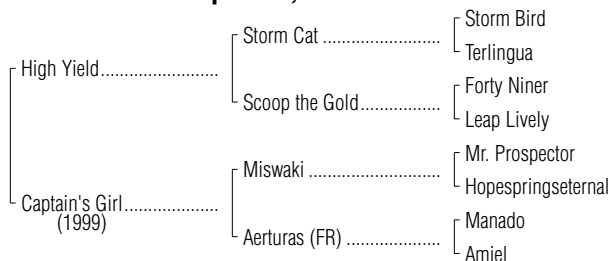 Storm Bird
Storm Cat
Terlingua
High Yield
Forty Niner
Scoop the Gold
Leap Lively
Mr. Prospector
Miswaki
Hopespringseternal
Captain's Girl
(1999)
Manado
Aerturas (FR)
Amiel